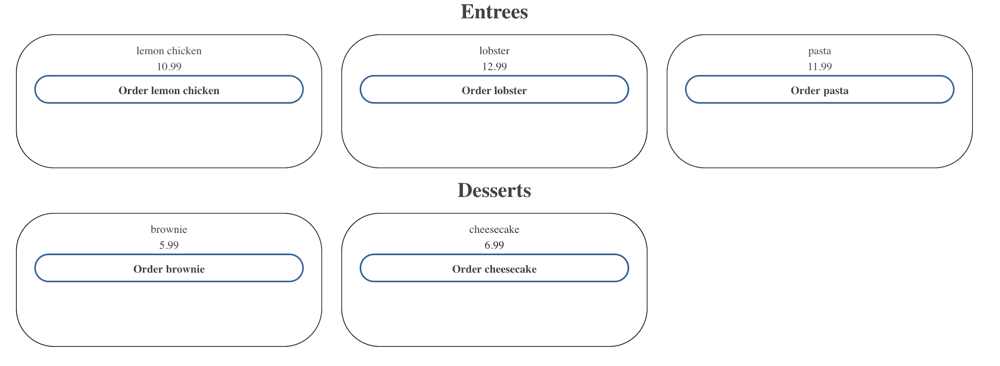 Entrees
lemon chicken
10.99
Order lemon chicken
lobster
12.99
Order lobster
pasta
11.99
Order pasta
Desserts
brownie
5.99
Order brownie
cheesecake
6.99
Order cheesecake